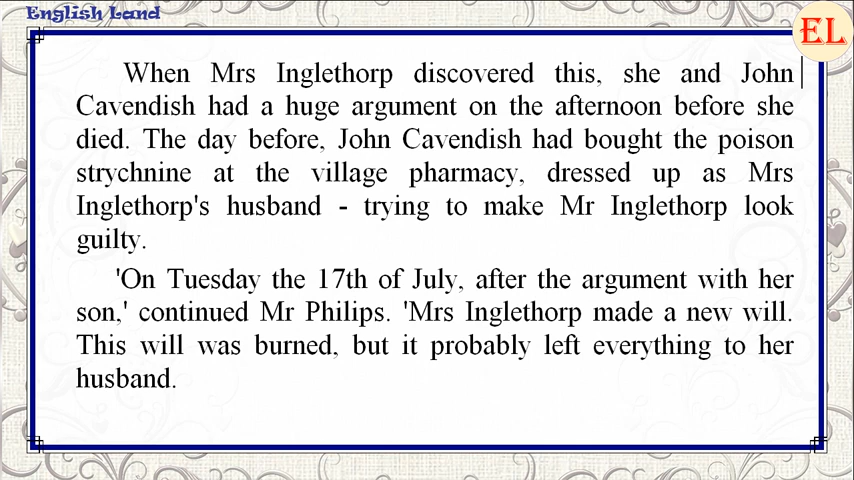 English Land
EL
When Mrs Inglethorp discovered this, she and John
Cavendish had a huge argument on the afternoon before she
died. The day before, John Cavendish had bought the poison
strychnine at the village pharmacy, dressed up as Mrs
Inglethorp's husband - trying to make Mr Inglethorp look
guilty.
'On Tuesday the 17th of July, after the argument with her
son,' continued Mr Philips. 'Mrs Inglethorp made a new will.
This will was burned, but it probably left everything to her
husband.